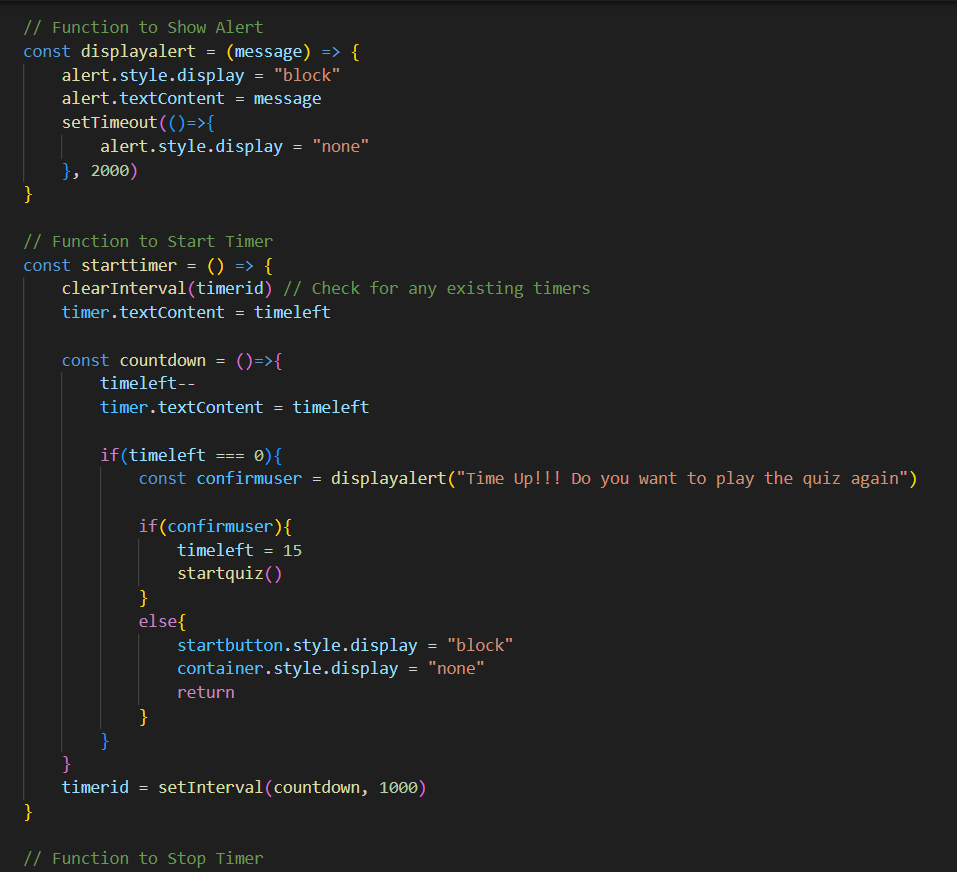 // Function to Show Alert
const displayalert = (message) => {
    alert.style.display = "block"
    alert.textContent = message
    setTimeout(()=>{
        alert.style.display = "none"
    }, 2000)
}

// Function to Start Timer
const starttimer = () => {
    clearInterval(timerid) // Check for any existing timers
    timer.textContent = timeleft

    const countdown = ()=>{
        timeleft--
        timer.textContent = timeleft

        if(timeleft === 0){
            const confirmuser = displayalert("Time Up!!! Do you want to play the quiz again")

            if(confirmuser){
                timeleft = 15
                startquiz()
            }
            else{
                startbutton.style.display = "block"
                container.style.display = "none"
                return
            }
        }
    }
    timerid = setInterval(countdown, 1000)
}

// Function to Stop Timer